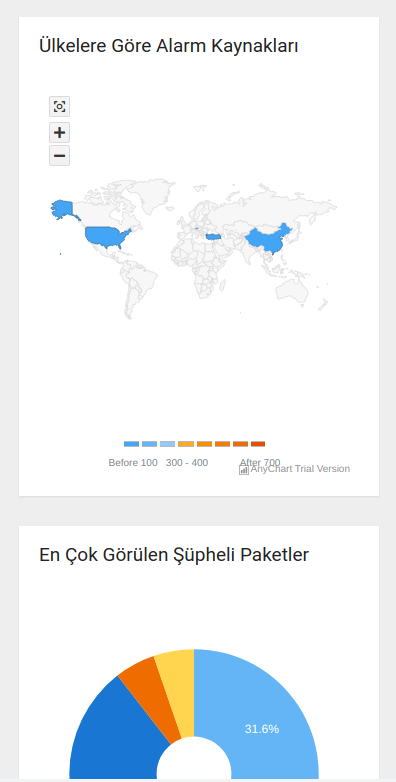 Ülkelere Göre Alarm Kaynakları
Before 100 300 - 400 After 700
AnyChart Trial Version
En Çok Görülen Şüpheli Paketler
31.6%